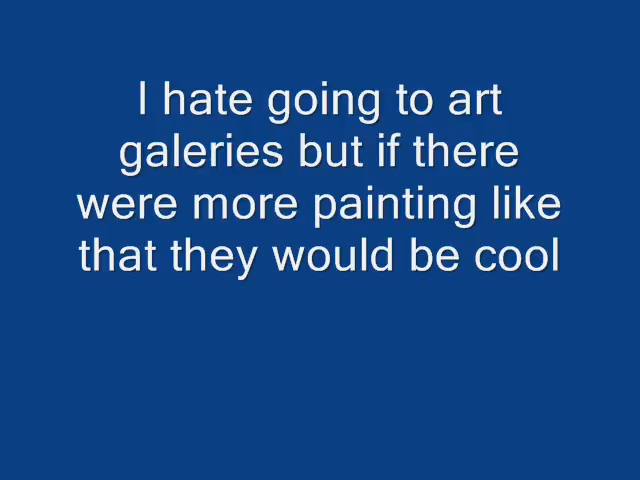 I hate going to art
galeries but if there
were more painting like
that they would be cool